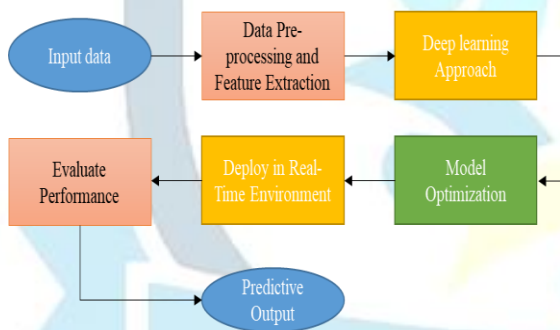 Input data
Data Pre-
processing and
Feature Extraction
Deep learning
Approach
Evaluate
Performance
Deploy in Real-
Time Environment
Model
Optimization
Predictive
Output